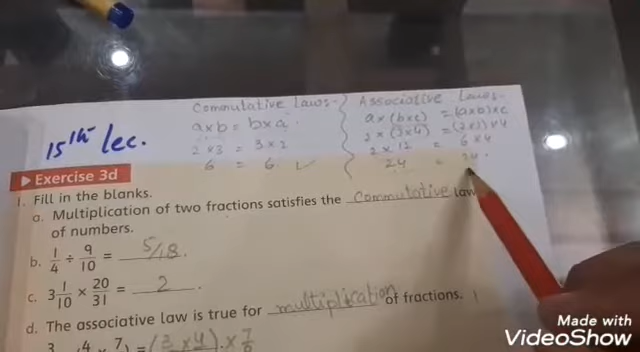 Commutative laws-
a×b = b×a.
2×3 = 3×2
6 = 6 ✓
Associative Laws-
a×(b×c) = (a×b)×c
2×(3×4) = (2×3)×4
2×12 = 6×4
24 = 24.
15th lec.
▶ Exercise 3d
1. Fill in the blanks.
a. Multiplication of two fractions satisfies the Commutative law
of numbers.
b. 1/4 ÷ 9/10 = 5/18.
c. 3 1/10 × 20/31 = 2.
d. The associative law is true for multiplication of fractions.
Made with
VideoShow